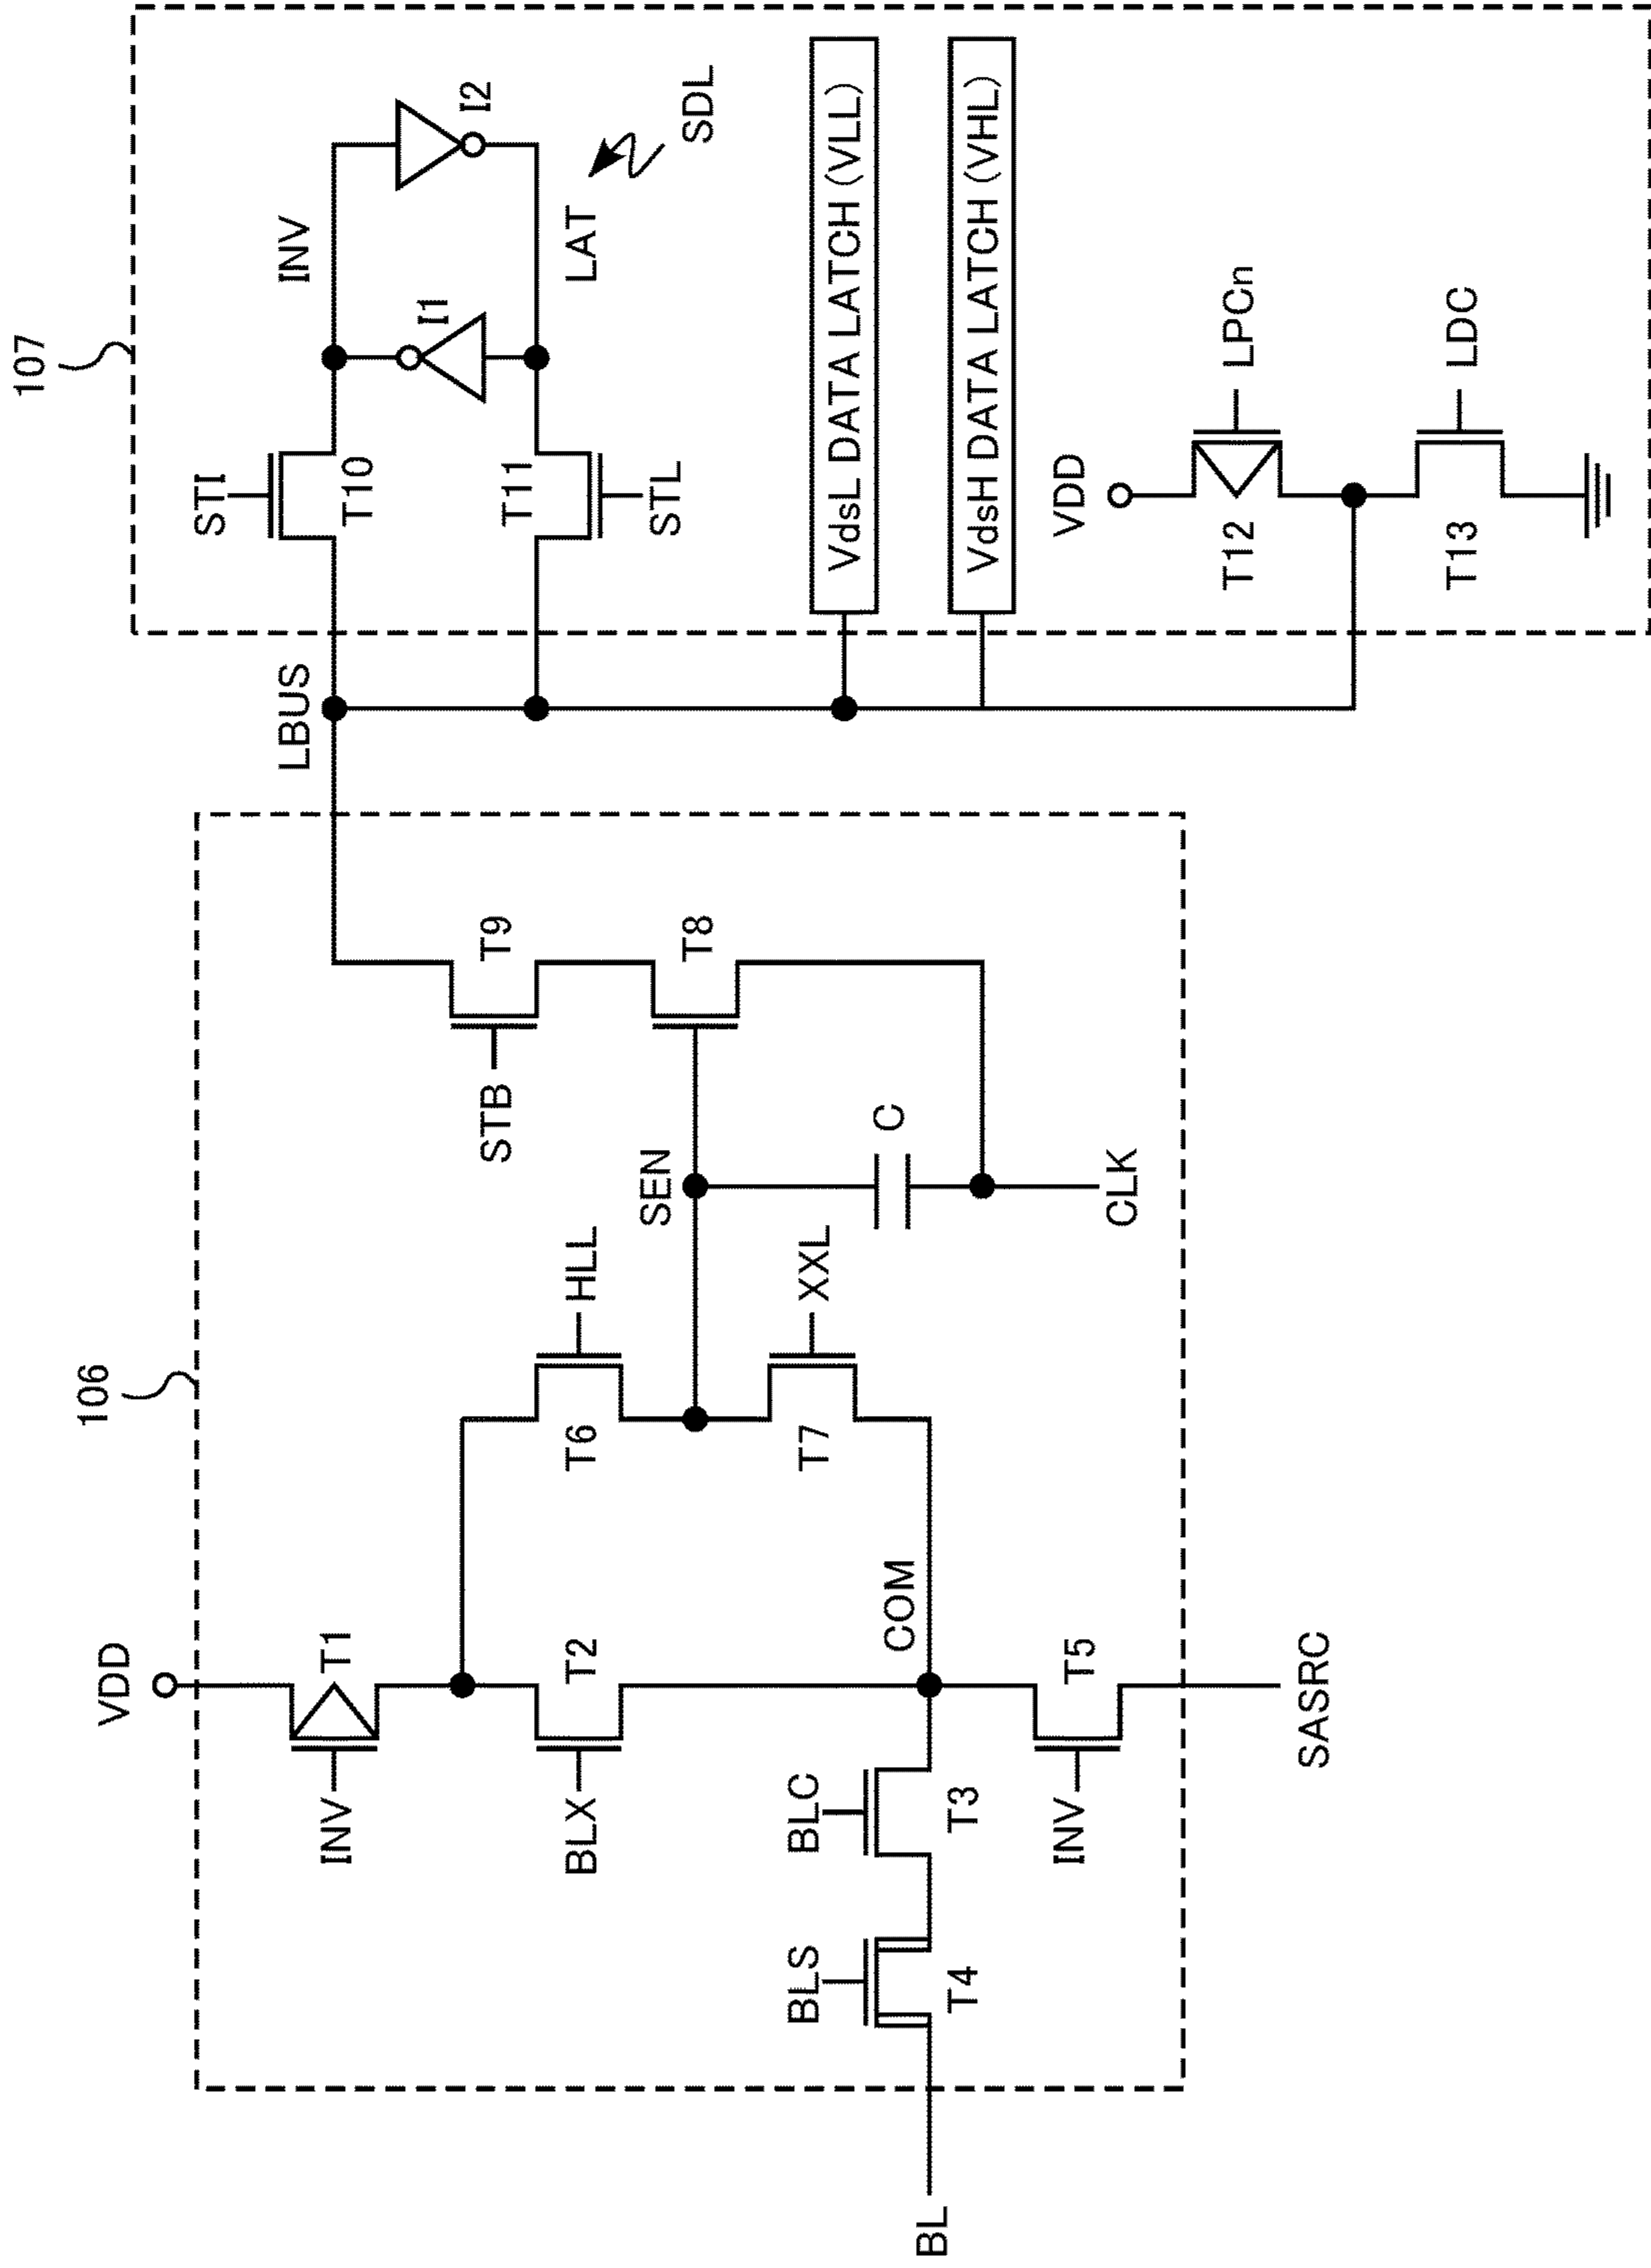 106
107
VDD
INV
T1
BLX
T2
HLL
T6
STB
T9
LBUS
STI
T10
INV
I1
I2
LAT
T11
STL
SDL
SEN
T8
XXL
T7
C
CLK
COM
BLS
BLC
T4
T3
BL
INV
T5
SASRC
VdsL DATA LATCH (VLL)
VdsH DATA LATCH (VHL)
VDD
T12
LPCn
T13
LDC